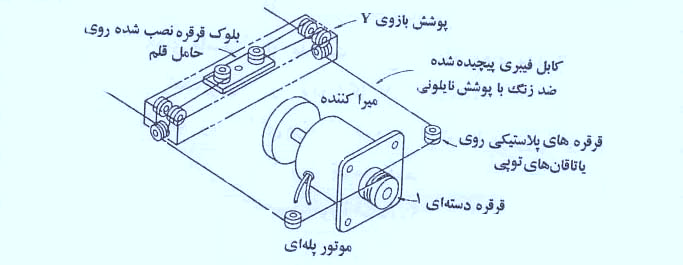 پوشش بازوی Y
بلوک قرقره نصب شده روی
حامل قلم
کابل فیبری پیچیده شده
ضد زنگ با پوشش نایلونی
میرا کننده
قرقره های پلاستیکی روی
یاتاقان‌های توپی
قرقره دسته‌ای ۱
موتور پله‌ای